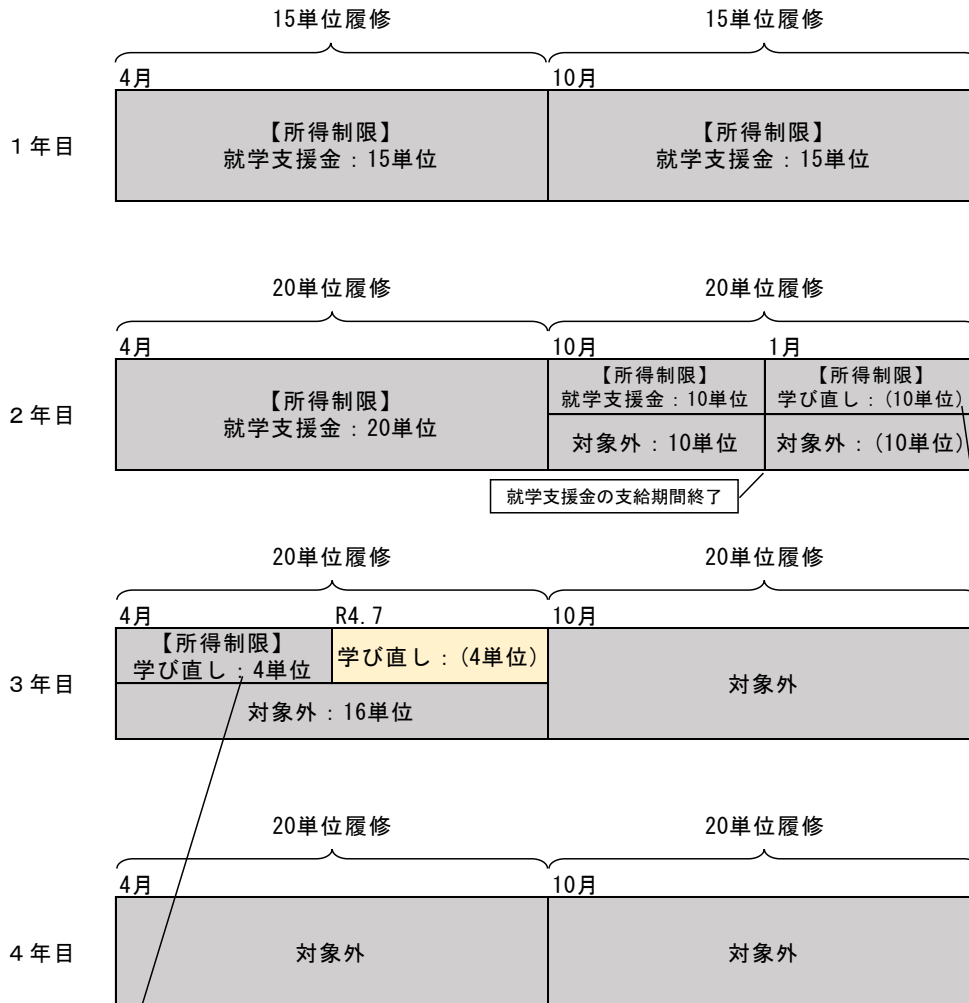 15単位履修
15単位履修
4月
10月
1年目
【所得制限】
就学支援金：15単位
【所得制限】
就学支援金：15単位
20単位履修
20単位履修
4月
10月
1月
2年目
【所得制限】
就学支援金：20単位
【所得制限】
就学支援金：10単位
【所得制限】
学び直し：(10単位)
対象外：10単位
対象外：(10単位)
就学支援金の支給期間終了
20単位履修
20単位履修
4月
R4.7
10月
3年目
【所得制限】
学び直し：4単位
学び直し：(4単位)
対象外
対象外：16単位
20単位履修
20単位履修
4月
10月
4年目
対象外
対象外